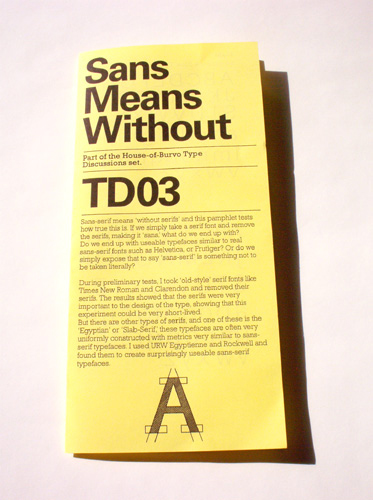 Sans
Means
Without
Part of the House-of-Burvo Type
Discussions set.
TD03
Sans-serif means 'without serifs' and this pamphlet tests
how true this is. If we simply take a serif font and remove
the serifs, making it 'sans,' what do we end up with?
Do we end up with useable typefaces similar to real
sans-serif fonts such as Helvetica, or Frutiger? Or do we
simply expose that to say 'sans-serif' is something not to
be taken literally?
During preliminary tests, I took 'old-style' serif fonts like
Times New Roman and Clarendon and removed their
serifs. The results showed that the serifs were very
important to the design of the type, showing that this
experiment could be very short-lived.
But there are other types of serifs, and one of these is the
'Egyptian' or 'Slab-Serif,' these typefaces are often very
uniformly constructed with metrics very similar to sans-
serif typefaces. I used URW Egyptienne and Rockwell and
found them to create surprisingly useable sans-serif
typefaces.
A